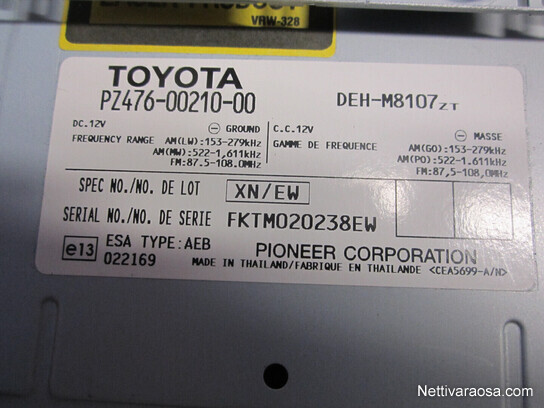 LASER PRODUCT
VRW-328
TOYOTA
PZ476-00210-00
DEH-M8107ZT
DC.12V
⊖ GROUND
C.C.12V
⊖ MASSE
FREQUENCY RANGE AM(LW):153-279kHz
AM(MW):522-1,611kHz
FM:87.5-108.0MHz
GAMME DE FREQUENCE AM(GO):153-279kHz
AM(PO):522-1.611kHz
FM:87,5-108,0MHz
SPEC NO./NO. DE LOT XN/EW
SERIAL NO./NO. DE SERIE FKTM020238EW
e13 ESA TYPE:AEB
022169
PIONEER CORPORATION
MADE IN THAILAND/FABRIQUE EN THAILANDE <CEA5699-A/N>
Nettivaraosa.com